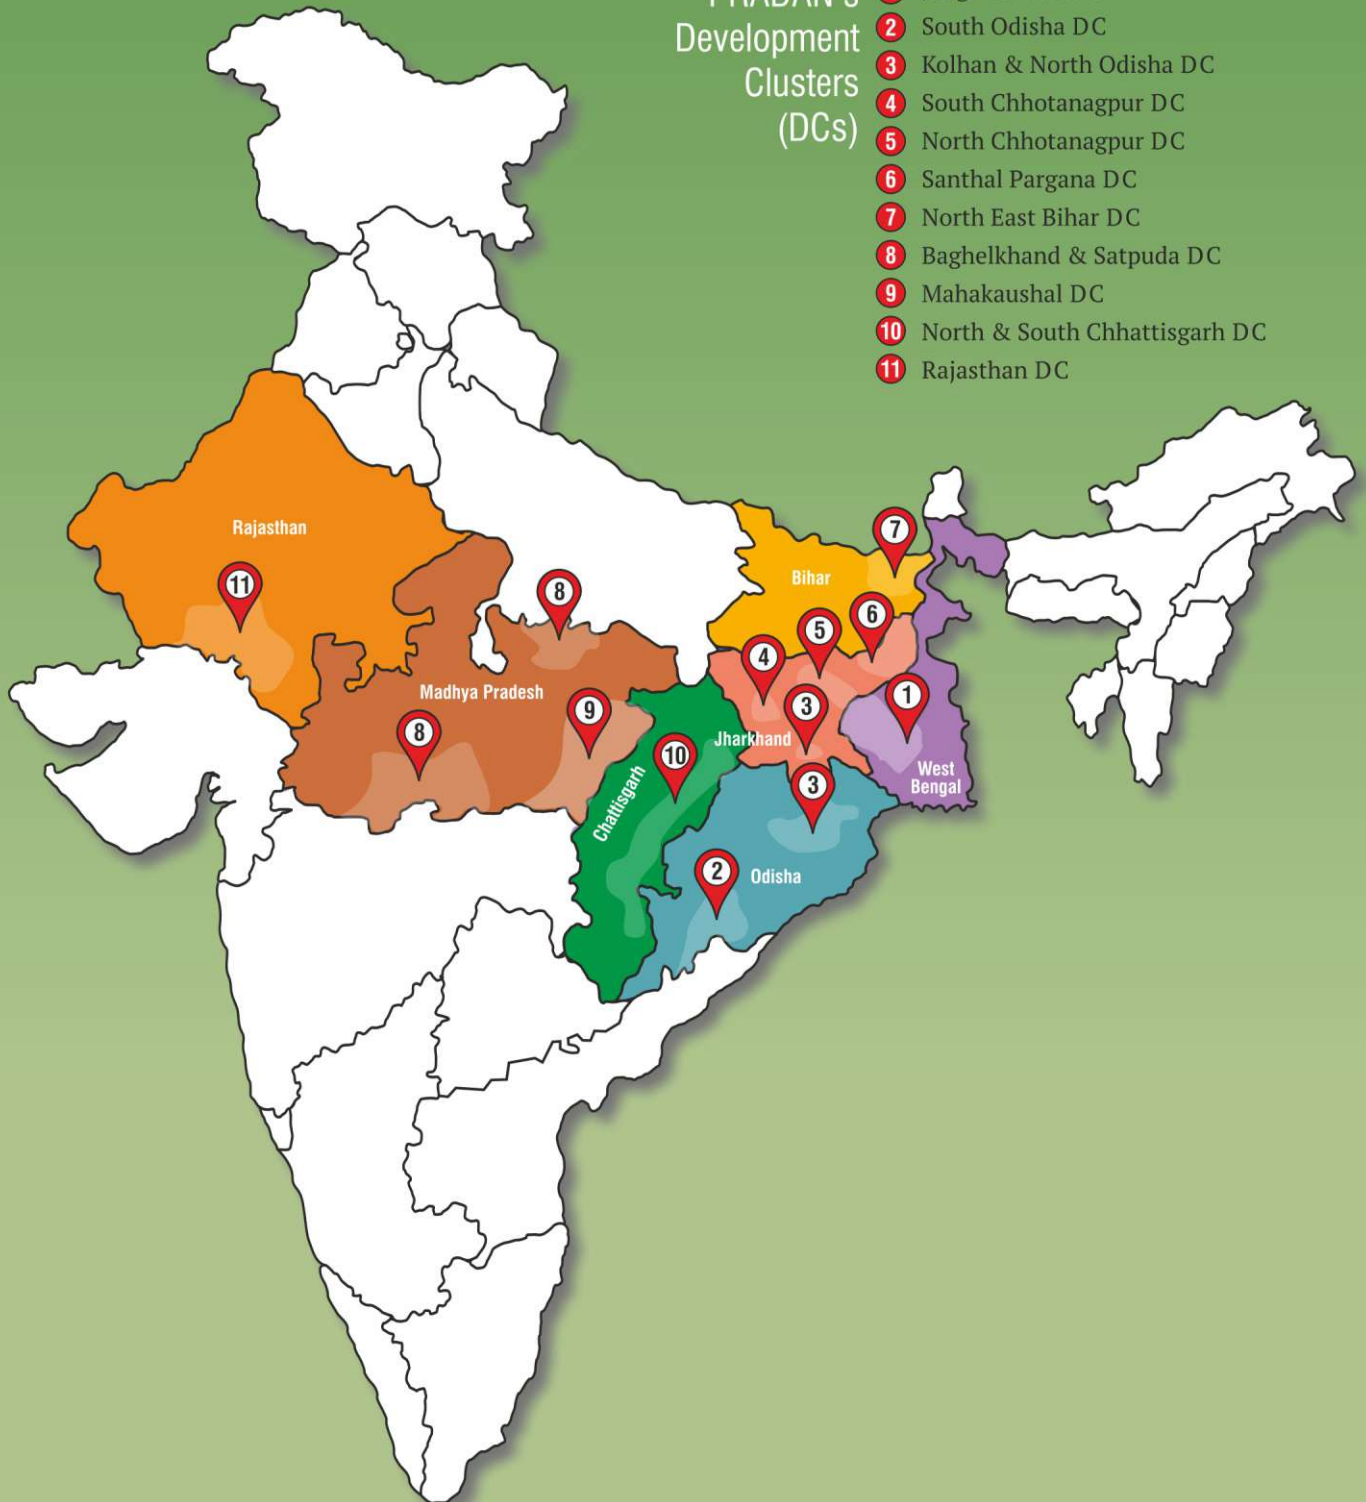 Development
Clusters
(DCs)
2 South Odisha DC
3 Kolhan & North Odisha DC
4 South Chhotanagpur DC
5 North Chhotanagpur DC
6 Santhal Pargana DC
7 North East Bihar DC
8 Baghelkhand & Satpuda DC
9 Mahakaushal DC
10 North & South Chhattisgarh DC
11 Rajasthan DC
Rajasthan
11
8
7
Bihar
6
5
4
Madhya Pradesh
8
9
3
1
Jharkhand
10
3
West
Bengal
Chattisgarh
2
Odisha